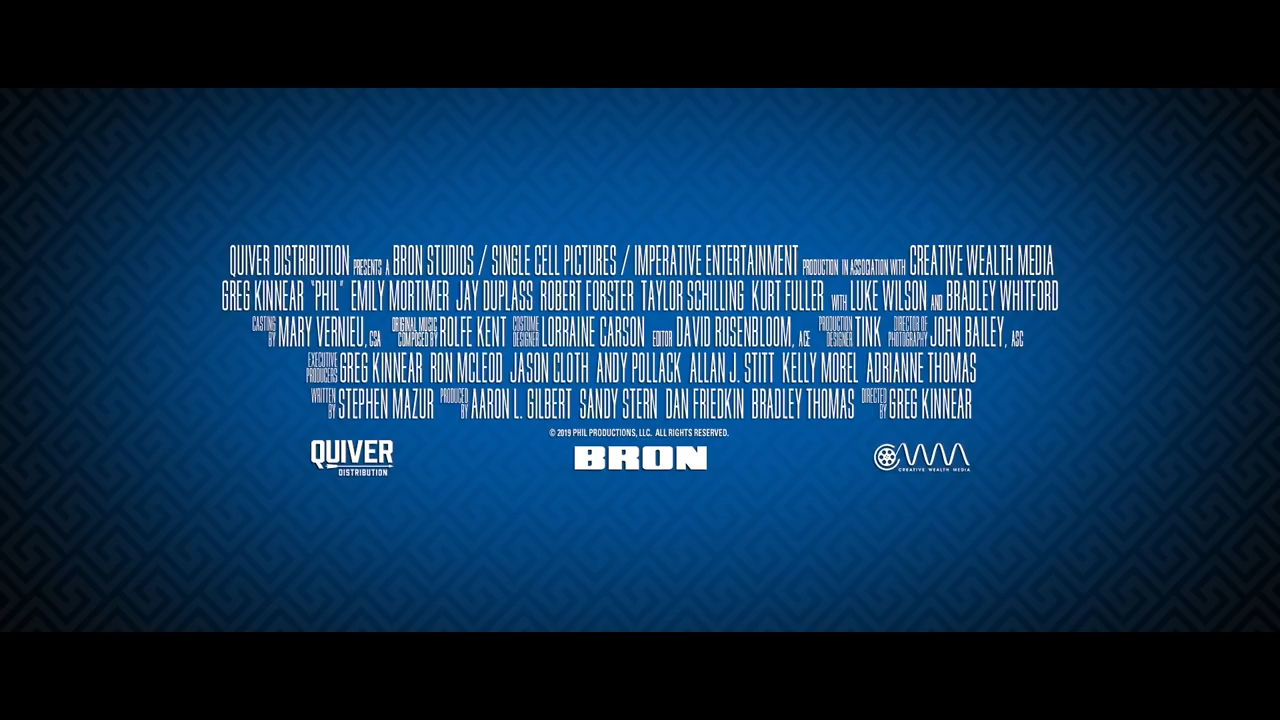 QUIVER DISTRIBUTION PRESENTS A BRON STUDIOS / SINGLE CELL PICTURES / IMPERATIVE ENTERTAINMENT PRODUCTION IN ASSOCIATION WITH CREATIVE WEALTH MEDIA
GREG KINNEAR "PHIL" EMILY MORTIMER JAY DUPLASS ROBERT FORSTER TAYLOR SCHILLING KURT FULLER WITH LUKE WILSON AND BRADLEY WHITFORD
CASTING BY MARY VERNIEU, CSA ORIGINAL MUSIC COMPOSED BY ROLFE KENT COSTUME DESIGNER LORRAINE CARSON EDITOR DAVID ROSENBLOOM, ACE PRODUCTION DESIGNER TINK DIRECTOR OF PHOTOGRAPHY JOHN BAILEY, ASC
EXECUTIVE PRODUCERS GREG KINNEAR RON MCLEOD JASON CLOTH ANDY POLLACK ALLAN J. STITT KELLY MOREL ADRIANNE THOMAS
WRITTEN BY STEPHEN MAZUR PRODUCED BY AARON L. GILBERT SANDY STERN DAN FRIEDKIN BRADLEY THOMAS DIRECTED BY GREG KINNEAR
© 2019 PHIL PRODUCTIONS, LLC. ALL RIGHTS RESERVED.
QUIVER DISTRIBUTION
BRON
CWM CREATIVE WEALTH MEDIA